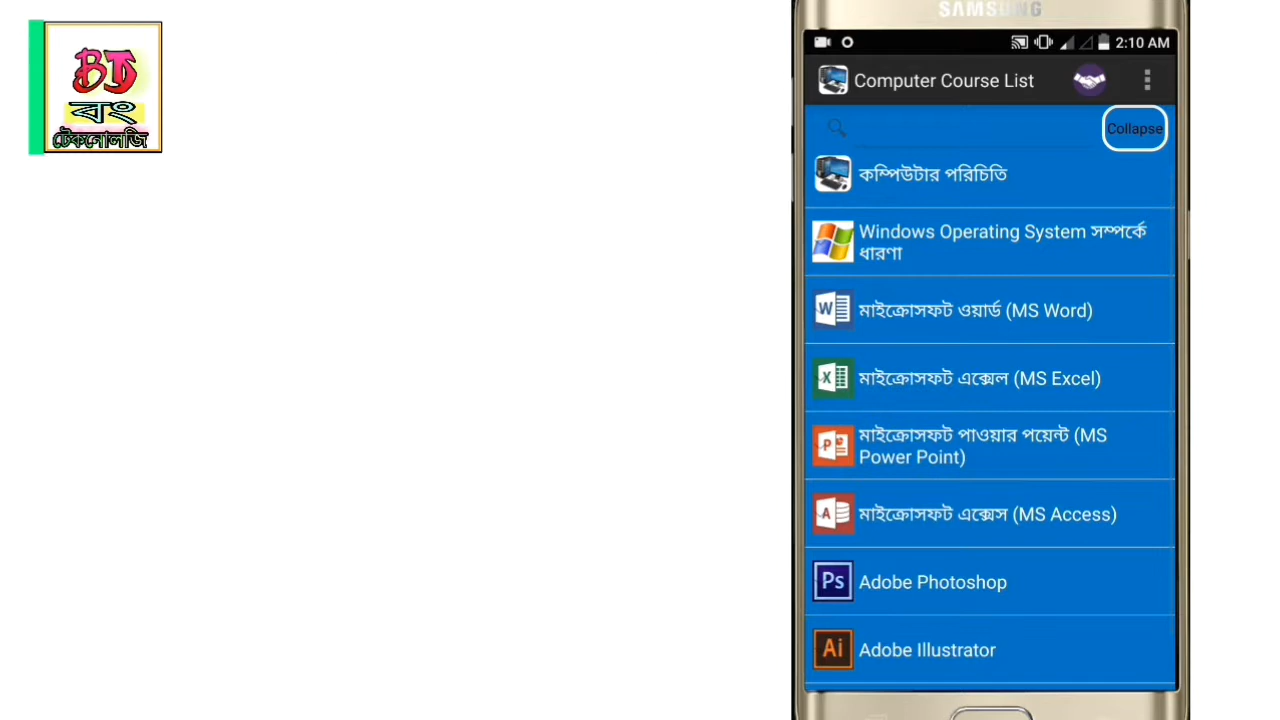 BT
বং
টেকনোলজি
SAMSUNG
2:10 AM
Computer Course List
Collapse
কম্পিউটার পরিচিতি
Windows Operating System সম্পর্কে
ধারণা
মাইক্রোসফট ওয়ার্ড (MS Word)
মাইক্রোসফট এক্সেল (MS Excel)
মাইক্রোসফট পাওয়ার পয়েন্ট (MS
Power Point)
মাইক্রোসফট এক্সেস (MS Access)
Ps Adobe Photoshop
Ai Adobe Illustrator